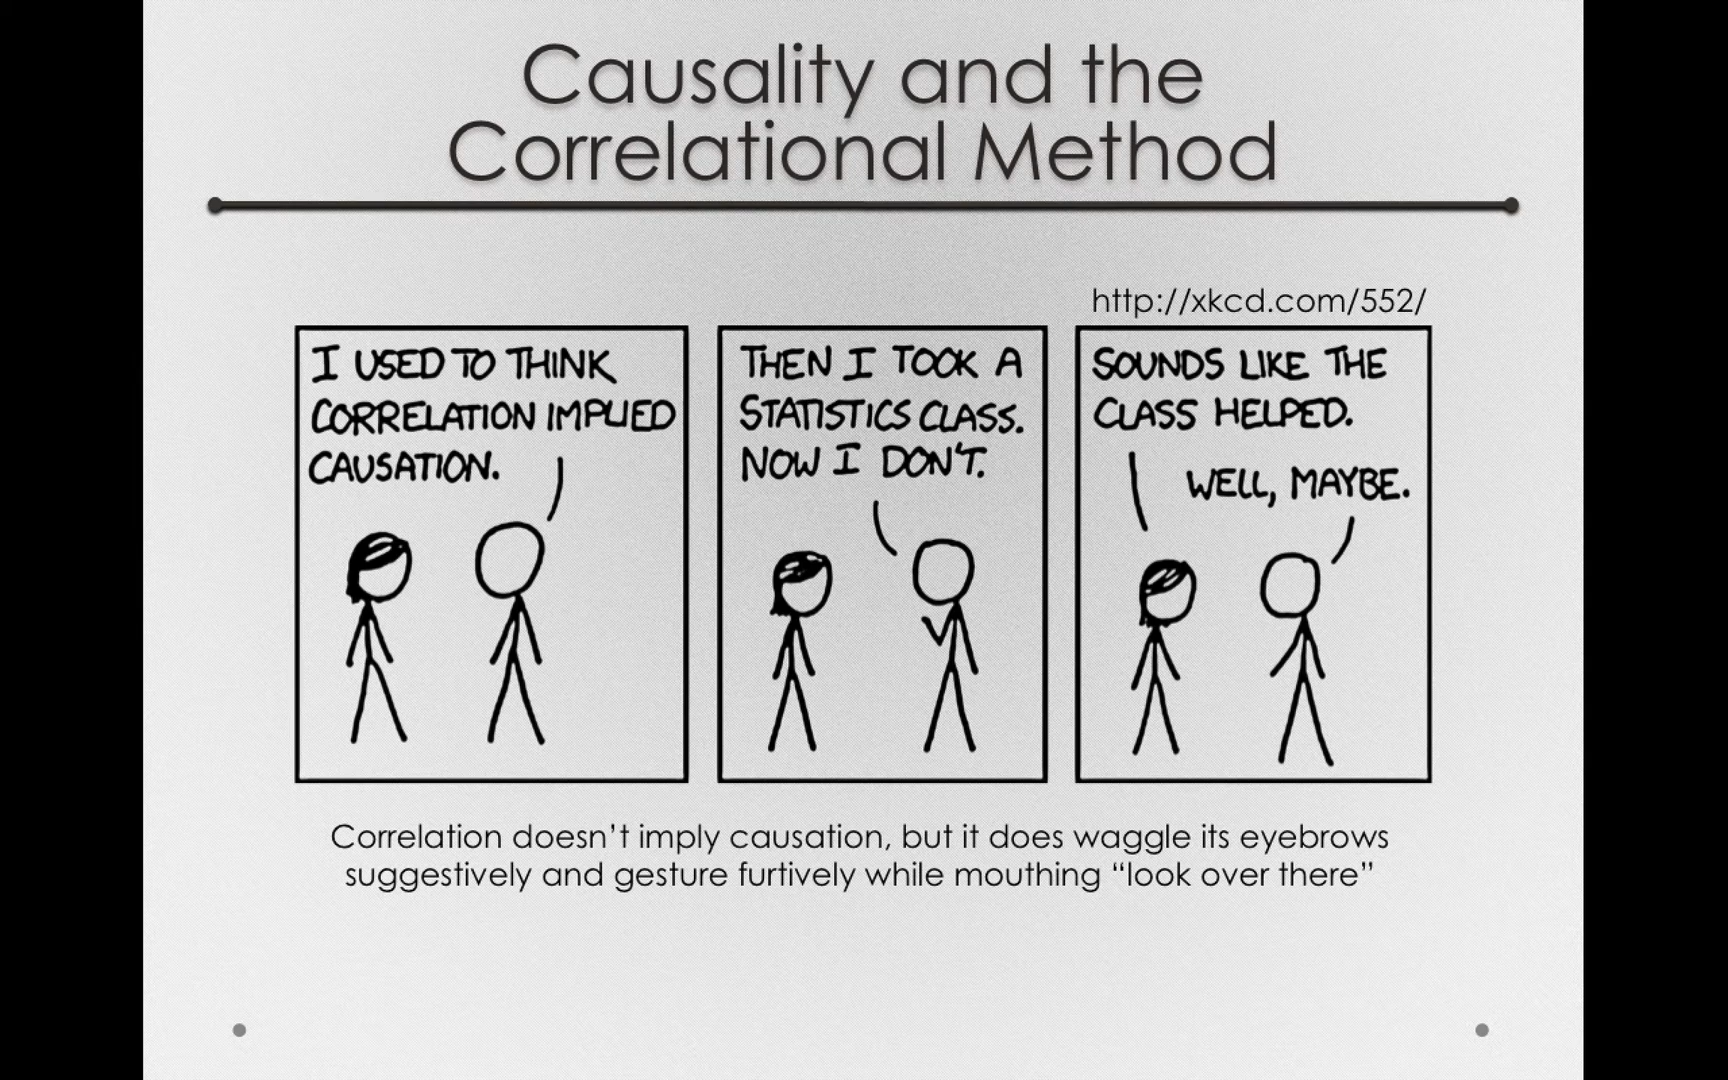 Causality and the
Correlational Method
http://xkcd.com/552/
I USED TO THINK
CORRELATION IMPLIED
CAUSATION.
THEN I TOOK A
STATISTICS CLASS.
NOW I DON'T.
SOUNDS LIKE THE
CLASS HELPED.
WELL, MAYBE.
Correlation doesn’t imply causation, but it does waggle its eyebrows
suggestively and gesture furtively while mouthing “look over there”